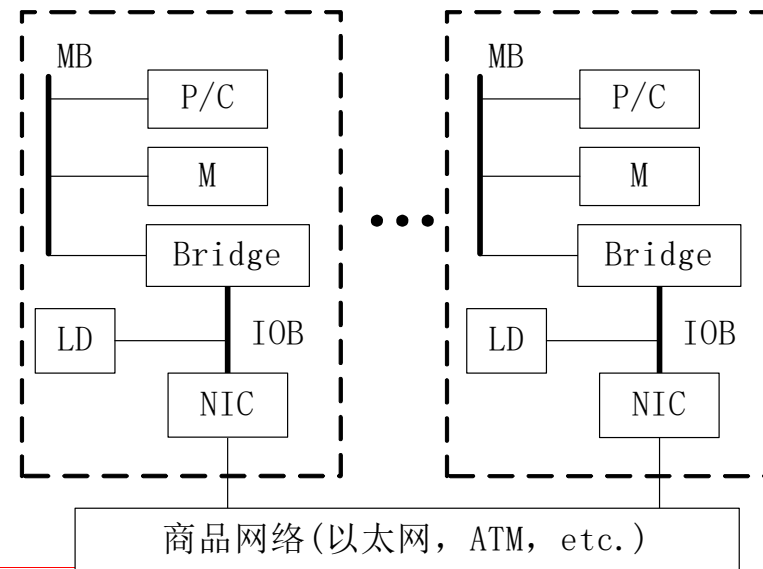 MB
P/C
M
Bridge
LD
IOB
NIC
MB
P/C
M
Bridge
LD
IOB
NIC
商品网络(以太网，ATM，etc.)